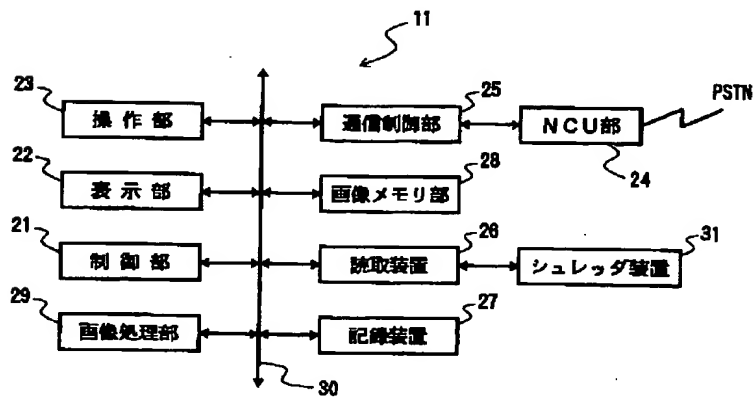 11
23
操作部
25
通信制御部
NCU部
24
PSTN
22
表示部
28
画像メモリ部
21
制御部
26
読取装置
31
シュレッダ装置
29
画像処理部
27
記録装置
30